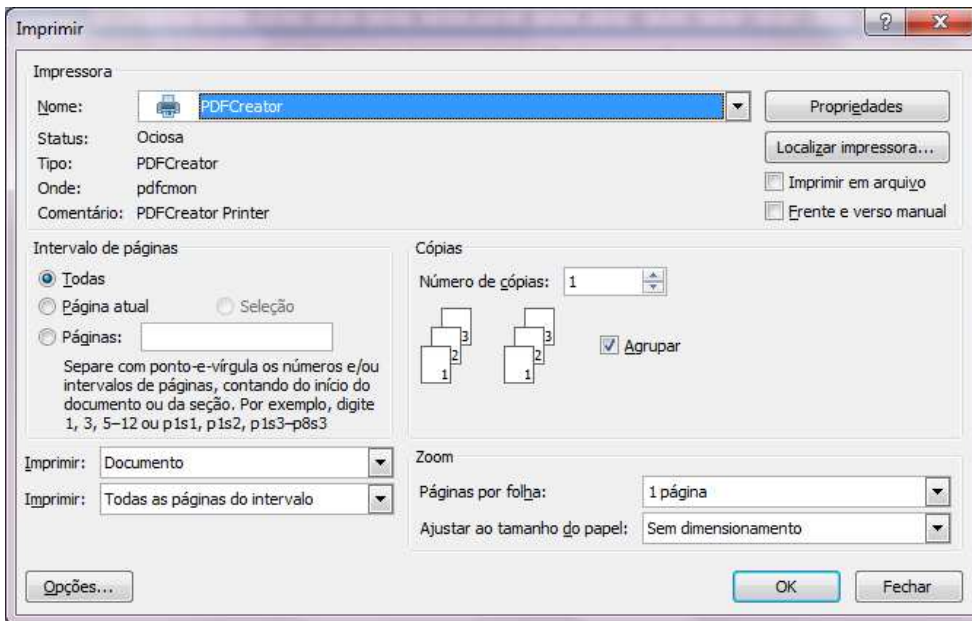 Imprimir
Impressora
Nome: PDFCreator Propriedades
Status: Ociosa Localizar impressora...
Tipo: PDFCreator
Onde: pdfcmon Imprimir em arquivo
Comentário: PDFCreator Printer Frente e verso manual
Intervalo de páginas
Todas
Página atual Seleção
Páginas:
Separe com ponto-e-vírgula os números e/ou
intervalos de páginas, contando do início do
documento ou da seção. Por exemplo, digite
1, 3, 5–12 ou p1s1, p1s2, p1s3–p8s3
Cópias
Número de cópias: 1
1 2 3 1 2 3 Agrupar
Imprimir: Documento
Imprimir: Todas as páginas do intervalo
Zoom
Páginas por folha: 1 página
Ajustar ao tamanho do papel: Sem dimensionamento
Opções... OK Fechar